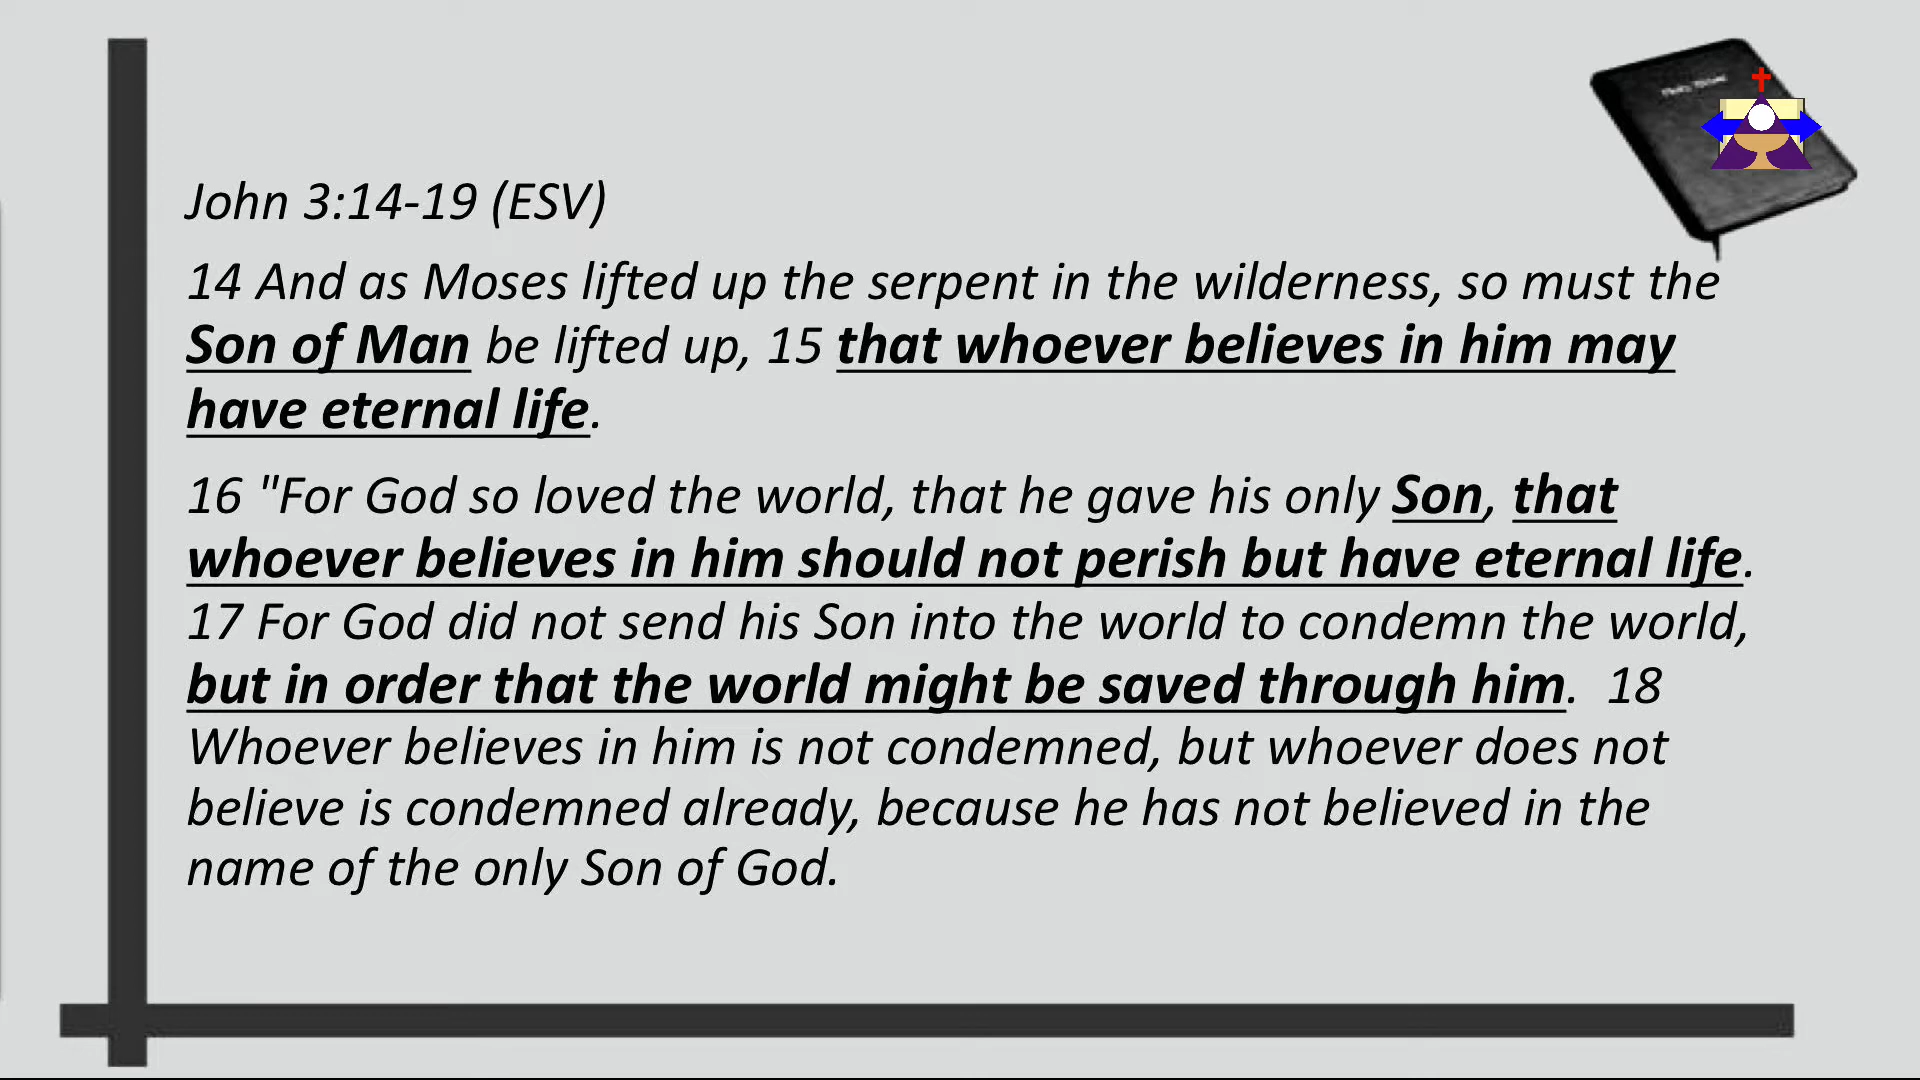 John 3:14-19 (ESV)
14 And as Moses lifted up the serpent in the wilderness, so must the
Son of Man be lifted up, 15 that whoever believes in him may
have eternal life.
16 "For God so loved the world, that he gave his only Son, that
whoever believes in him should not perish but have eternal life.
17 For God did not send his Son into the world to condemn the world,
but in order that the world might be saved through him.  18
Whoever believes in him is not condemned, but whoever does not
believe is condemned already, because he has not believed in the
name of the only Son of God.